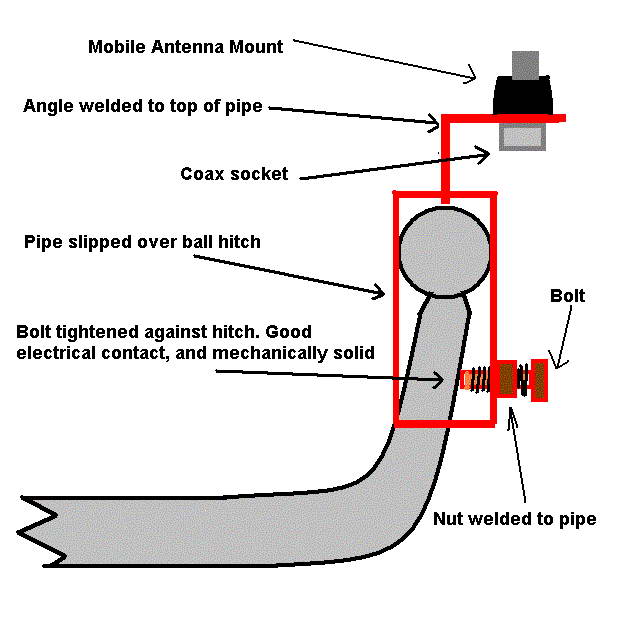 Mobile Antenna Mount
Angle welded to top of pipe
Coax socket
Pipe slipped over ball hitch
Bolt
Bolt tightened against hitch. Good
electrical contact, and mechanically solid
Nut welded to pipe